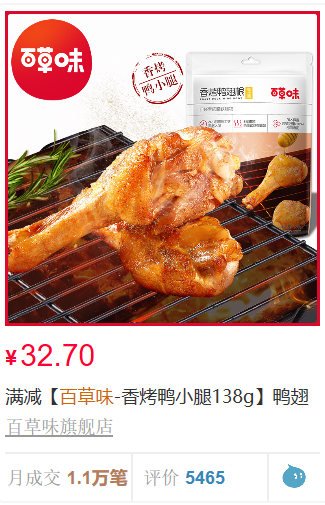 百草味
香烤
鸭小腿
香烤鸭翅根
百草味
¥32.70
满减【百草味-香烤鸭小腿138g】鸭翅
百草味旗舰店
月成交 1.1万笔
评价 5465